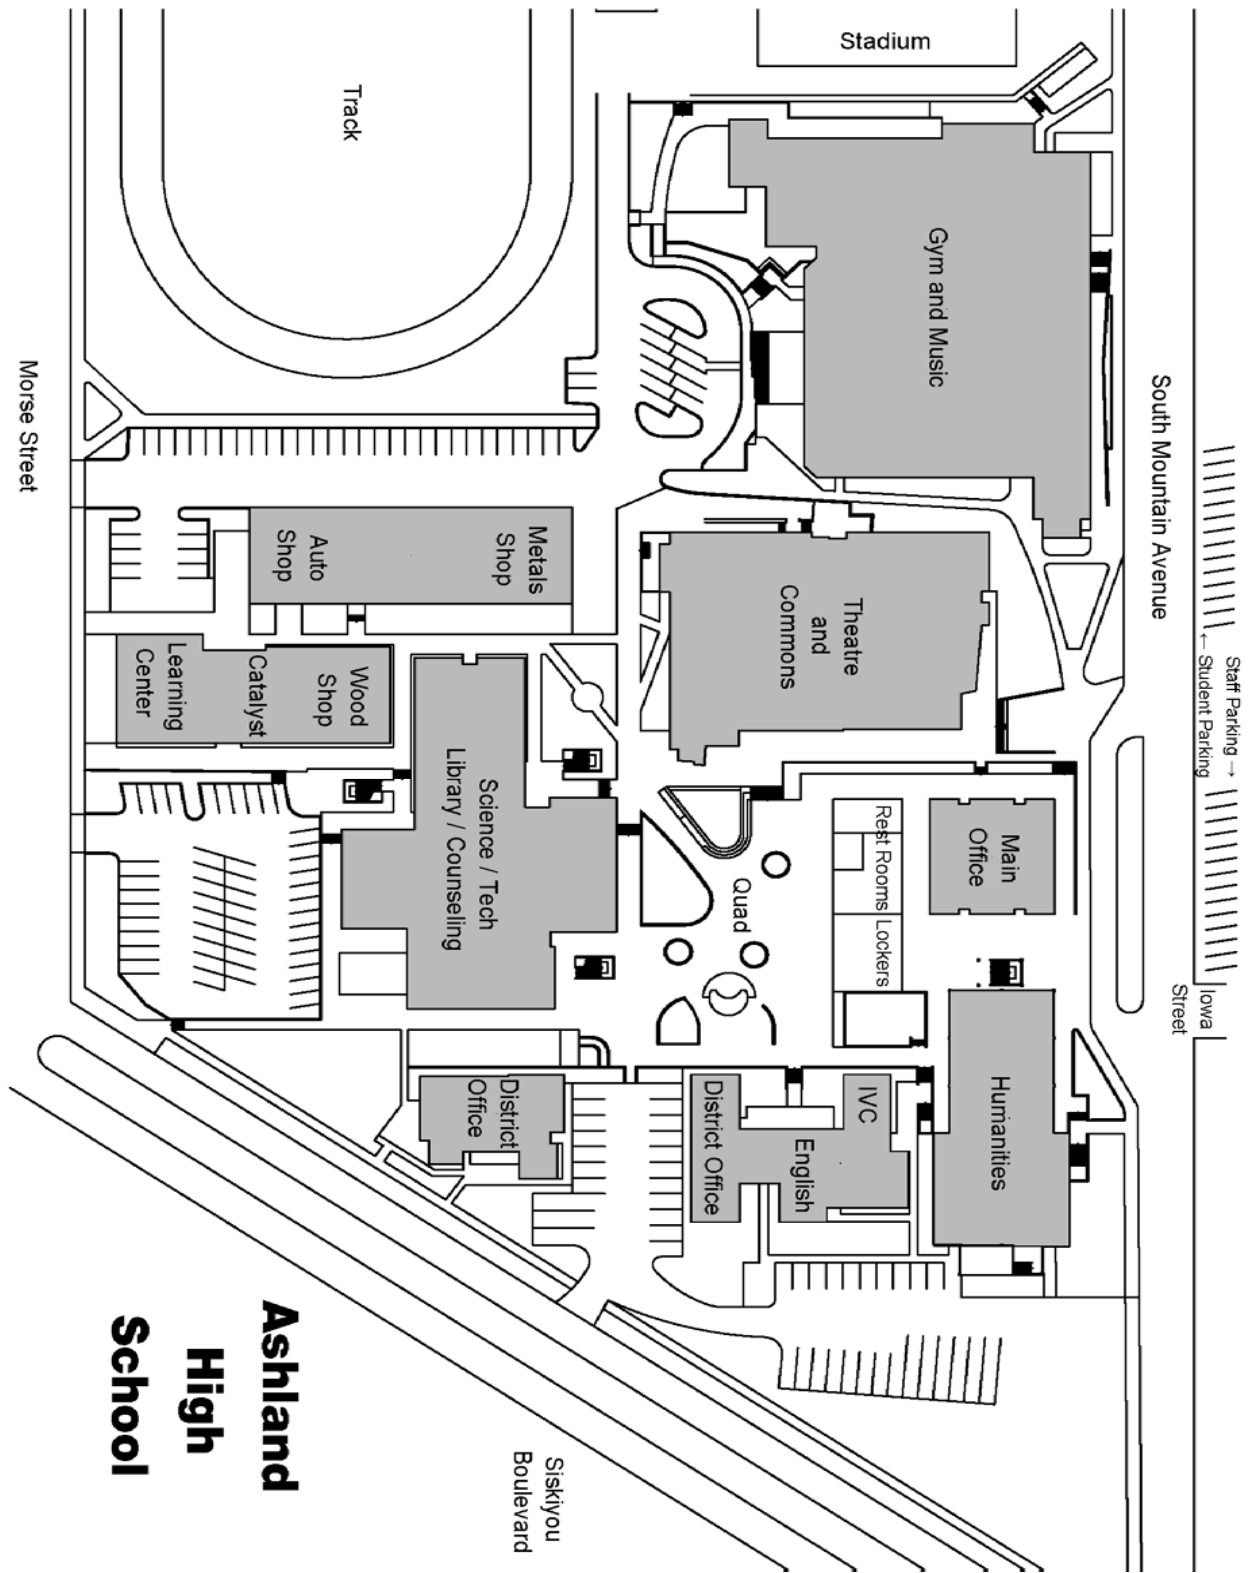 Stadium
Track
Gym and Music
South Mountain Avenue
Morse Street
Staff Parking →
← Student Parking
Metals
Shop
Auto
Shop
Theatre
and
Commons
Wood
Shop
Catalyst
Learning
Center
Science / Tech
Library / Counseling
Quad
Rest Rooms
Lockers
Main
Office
Iowa
Street
Humanities
IVC
English
District Office
District
Office
Ashland
High
School
Siskiyou
Boulevard